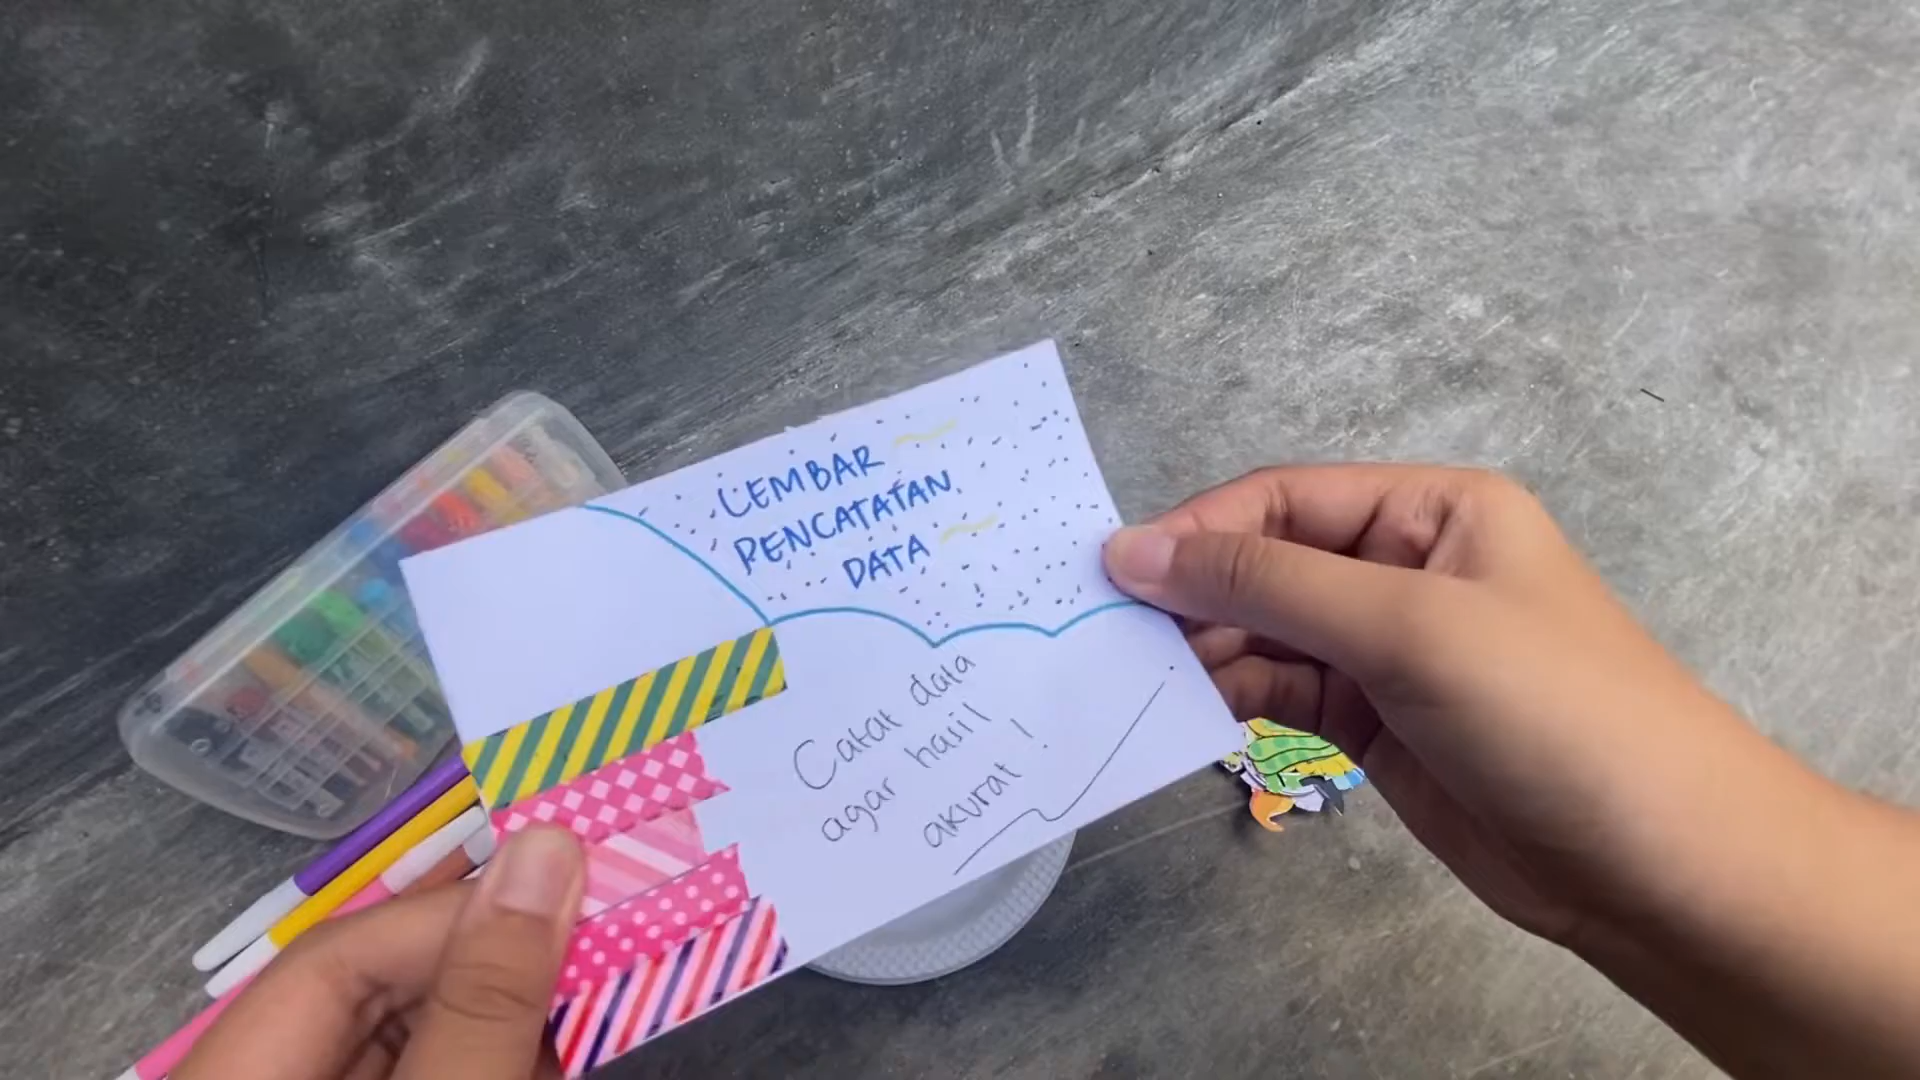 LEMBAR
PENCATATAN
DATA
Catat data
agar hasil
akurat!